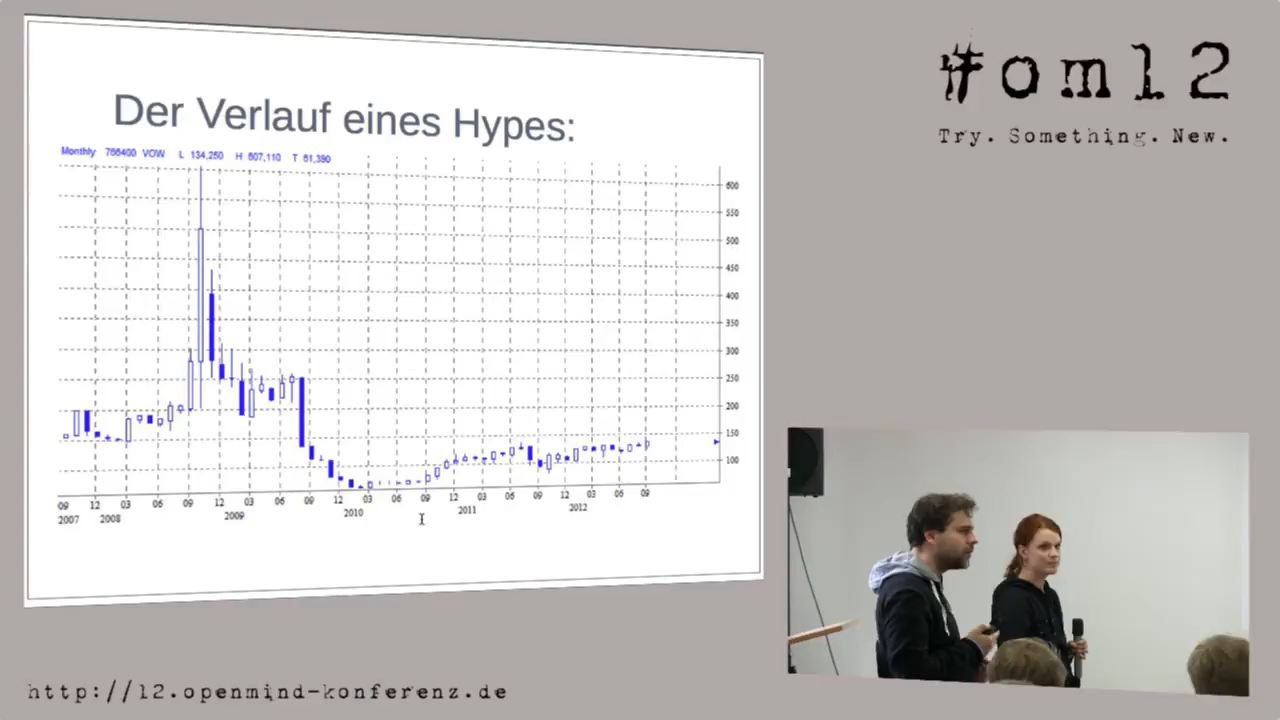 Der Verlauf eines Hypes:
Monthly 766400 VOW L 134,250 H 807,110 T 61,390
600
550
500
450
400
350
300
250
200
150
100
09 12 03 06 09 12 03 06 09 12 03 06 09 12 03 06 09 12 03 06 09
2007 2008 2009 2010 2011 2012
#om12
Try. Something. New.
http://12.openmind-konferenz.de